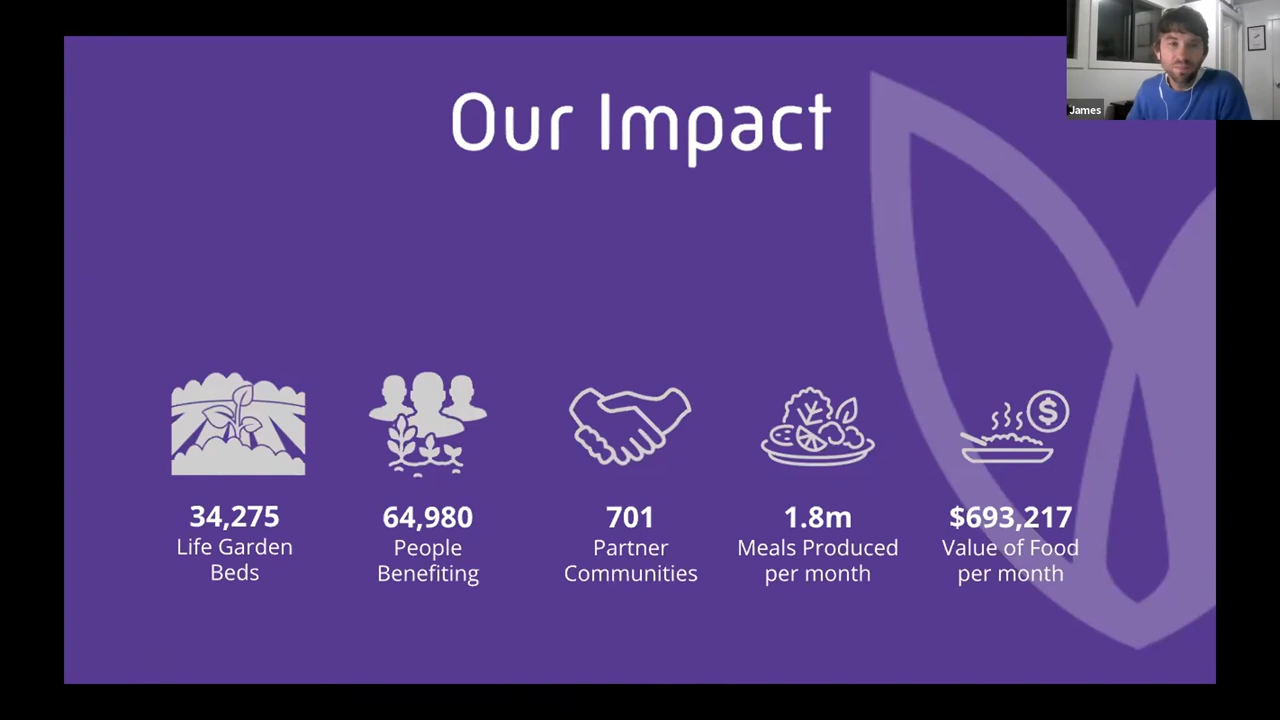 James
Our Impact
$
34,275
Life Garden
Beds
64,980
People
Benefiting
701
Partner
Communities
1.8m
Meals Produced
per month
$693,217
Value of Food
per month